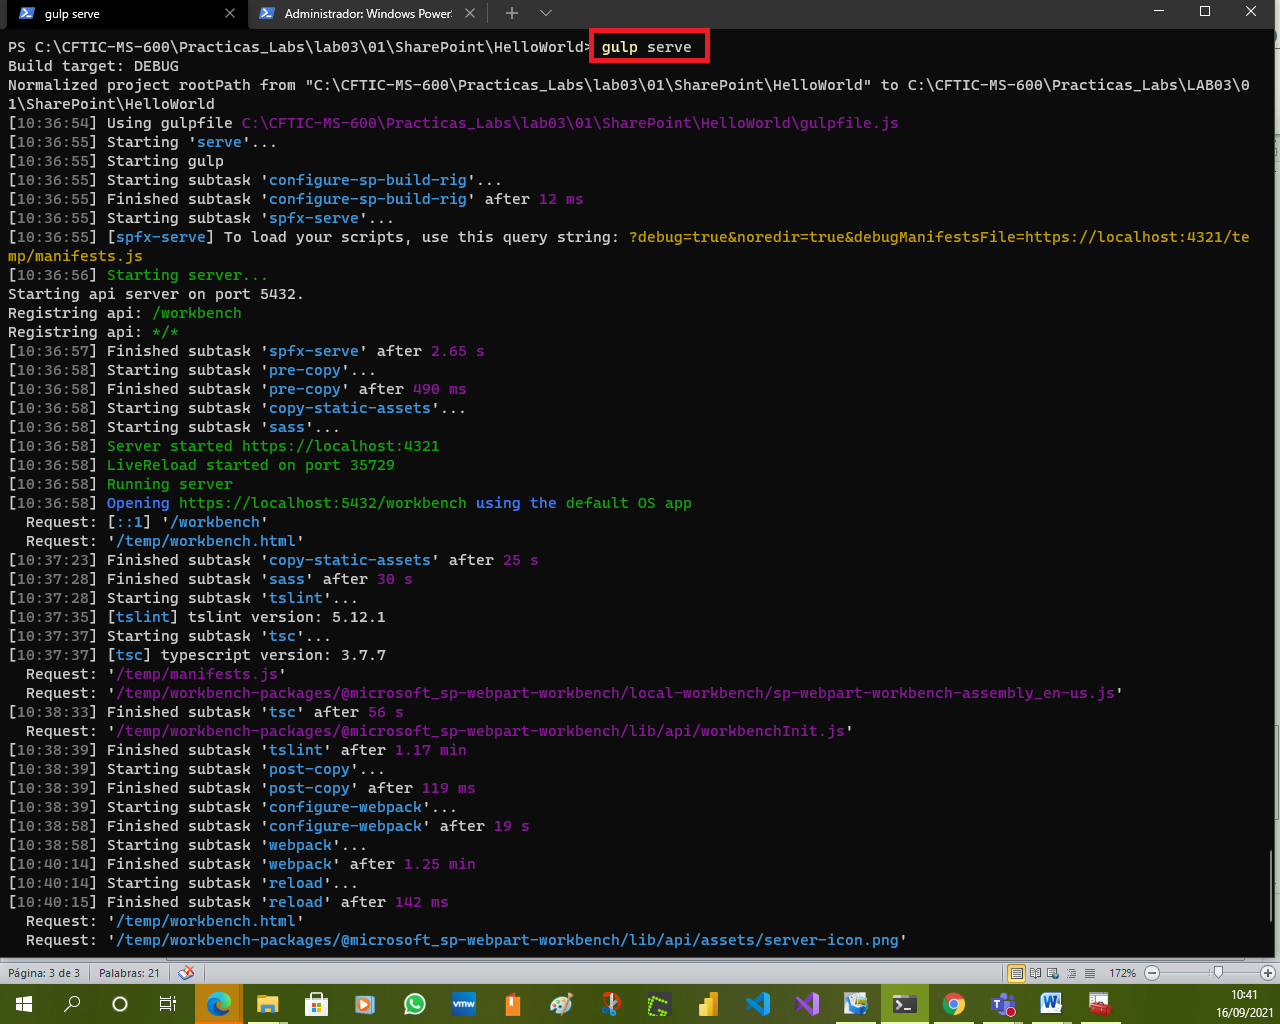 gulp serve
Administrador: Windows PowerS
PS C:\CFTIC-MS-600\Practicas_Labs\lab03\01\SharePoint\HelloWorld> gulp serve
Build target: DEBUG
Normalized project rootPath from "C:\CFTIC-MS-600\Practicas_Labs\lab03\01\SharePoint\HelloWorld" to C:\CFTIC-MS-600\Practicas_Labs\LAB03\0
1\SharePoint\HelloWorld
[10:36:54] Using gulpfile C:\CFTIC-MS-600\Practicas_Labs\lab03\01\SharePoint\HelloWorld\gulpfile.js
[10:36:55] Starting 'serve'...
[10:36:55] Starting gulp
[10:36:55] Starting subtask 'configure-sp-build-rig'...
[10:36:55] Finished subtask 'configure-sp-build-rig' after 12 ms
[10:36:55] Starting subtask 'spfx-serve'...
[10:36:55] [spfx-serve] To load your scripts, use this query string: ?debug=true&noredir=true&debugManifestsFile=https://localhost:4321/te
mp/manifests.js
[10:36:56] Starting server...
Starting api server on port 5432.
Registring api: /workbench
Registring api: */*
[10:36:57] Finished subtask 'spfx-serve' after 2.65 s
[10:36:58] Starting subtask 'pre-copy'...
[10:36:58] Finished subtask 'pre-copy' after 490 ms
[10:36:58] Starting subtask 'copy-static-assets'...
[10:36:58] Starting subtask 'sass'...
[10:36:58] Server started https://localhost:4321
[10:36:58] LiveReload started on port 35729
[10:36:58] Running server
[10:36:58] Opening https://localhost:5432/workbench using the default OS app
Request: [::1] '/workbench'
Request: '/temp/workbench.html'
[10:37:23] Finished subtask 'copy-static-assets' after 25 s
[10:37:28] Finished subtask 'sass' after 30 s
[10:37:28] Starting subtask 'tslint'...
[10:37:35] [tslint] tslint version: 5.12.1
[10:37:37] Starting subtask 'tsc'...
[10:37:37] [tsc] typescript version: 3.7.7
Request: '/temp/manifests.js'
Request: '/temp/workbench-packages/@microsoft_sp-webpart-workbench/local-workbench/sp-webpart-workbench-assembly_en-us.js'
[10:38:33] Finished subtask 'tsc' after 56 s
Request: '/temp/workbench-packages/@microsoft_sp-webpart-workbench/lib/api/workbenchInit.js'
[10:38:39] Finished subtask 'tslint' after 1.17 min
[10:38:39] Starting subtask 'post-copy'...
[10:38:39] Finished subtask 'post-copy' after 119 ms
[10:38:39] Starting subtask 'configure-webpack'...
[10:38:58] Finished subtask 'configure-webpack' after 19 s
[10:38:58] Starting subtask 'webpack'...
[10:40:14] Finished subtask 'webpack' after 1.25 min
[10:40:14] Starting subtask 'reload'...
[10:40:15] Finished subtask 'reload' after 142 ms
Request: '/temp/workbench.html'
Request: '/temp/workbench-packages/@microsoft_sp-webpart-workbench/lib/api/assets/server-icon.png'
Página: 3 de 3 Palabras: 21 172%
vmw
10:41
16/09/2021